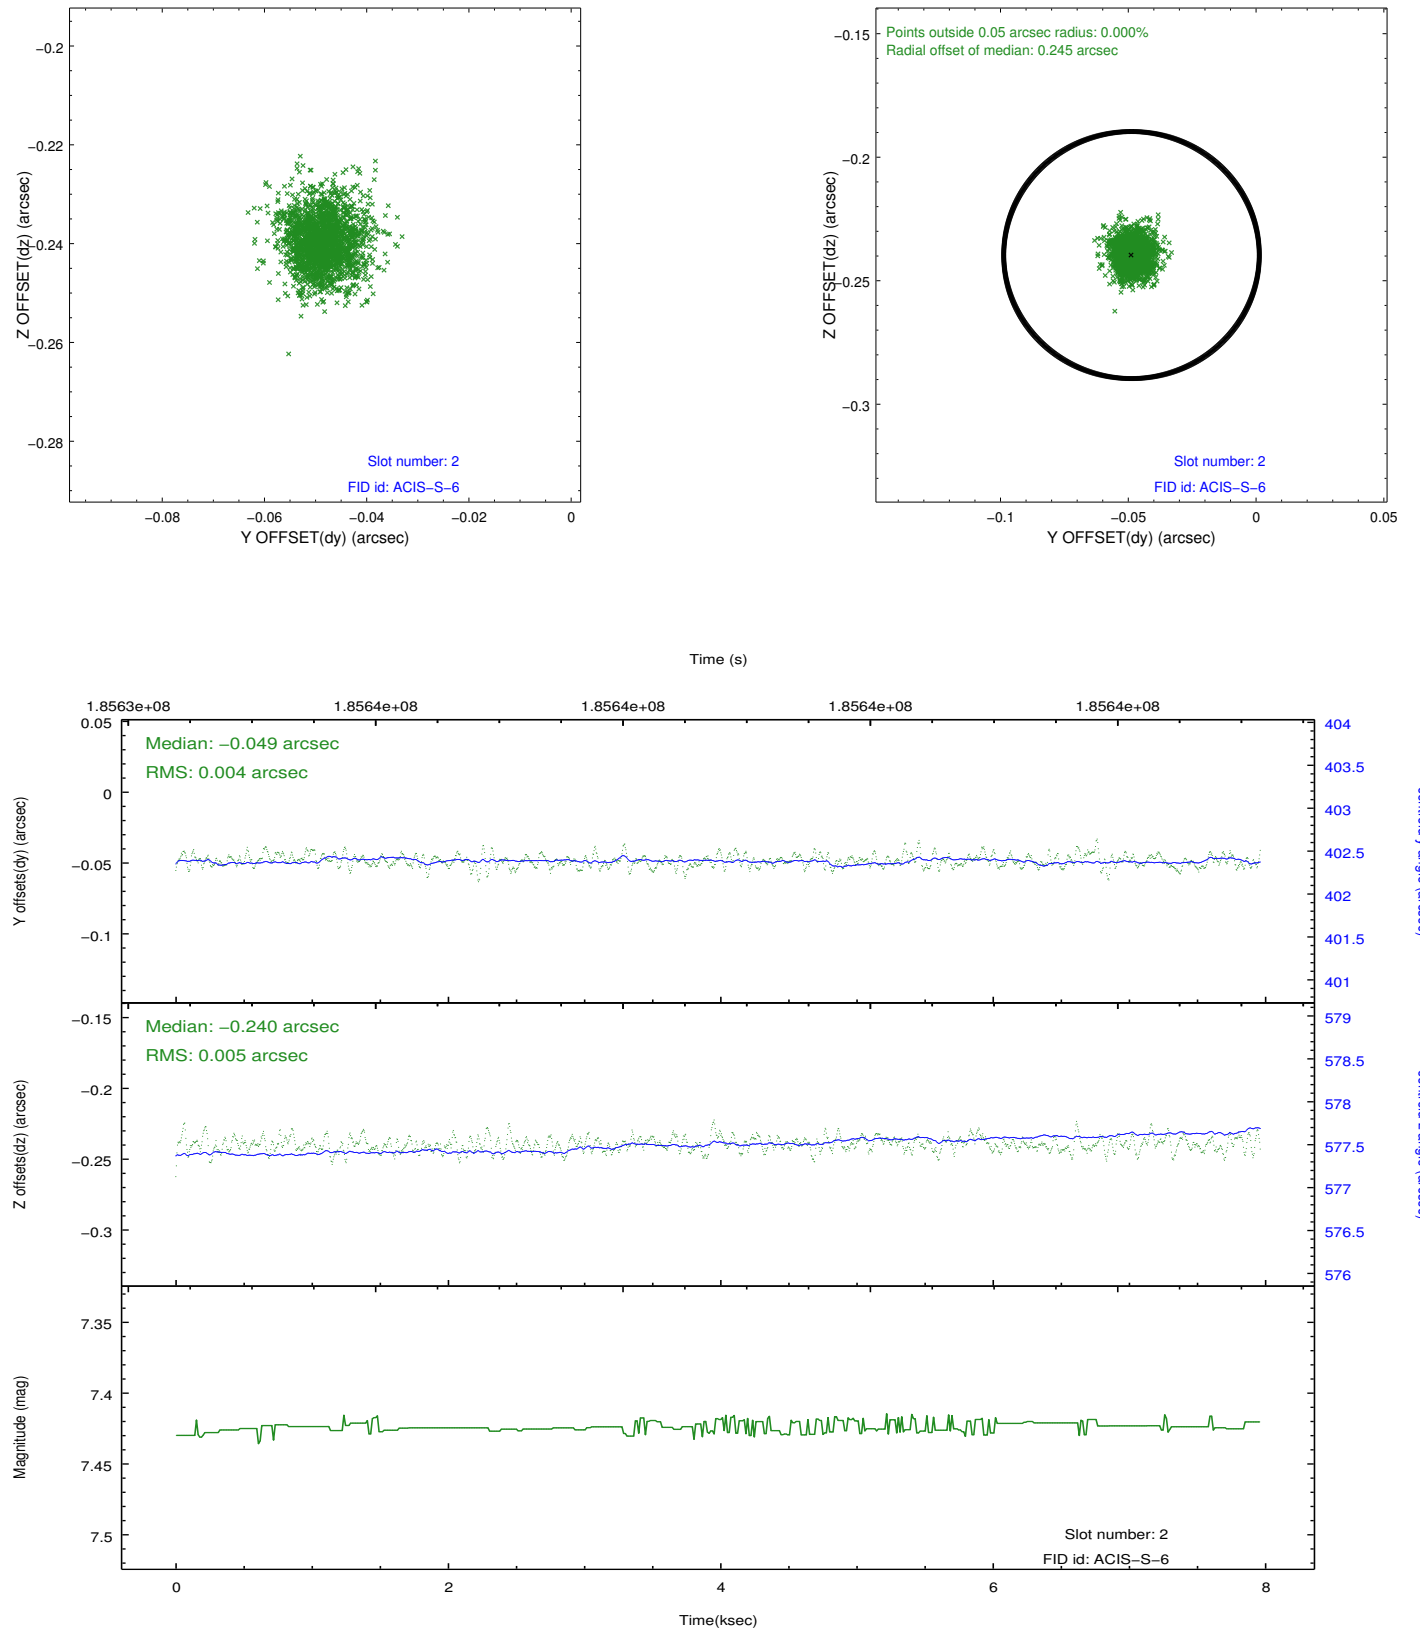 −0.2
−0.22
−0.24
−0.26
−0.28
Z OFFSET(dz) (arcsec)
Slot number: 2
FID id: ACIS−S−6
−0.08
−0.06
−0.04
−0.02
0
Y OFFSET(dy) (arcsec)
Points outside 0.05 arcsec radius: 0.000%
Radial offset of median: 0.245 arcsec
−0.15
−0.2
−0.25
−0.3
Z OFFSET(dz) (arcsec)
Slot number: 2
FID id: ACIS−S−6
−0.1
−0.05
0
0.05
Y OFFSET(dy) (arcsec)
Time (s)
1.8563e+08
1.8564e+08
1.8564e+08
1.8564e+08
1.8564e+08
Median: −0.049 arcsec
RMS: 0.004 arcsec
0.05
0
−0.05
−0.1
Y offsets(dy) (arcsec)
404
403.5
403
402.5
402
401.5
401
Median: −0.240 arcsec
RMS: 0.005 arcsec
−0.15
−0.2
−0.25
−0.3
Z offsets(dz) (arcsec)
579
578.5
578
577.5
577
576.5
576
7.35
7.4
7.45
7.5
Magnitude (mag)
Slot number: 2
FID id: ACIS−S−6
0
2
4
6
8
Time(ksec)